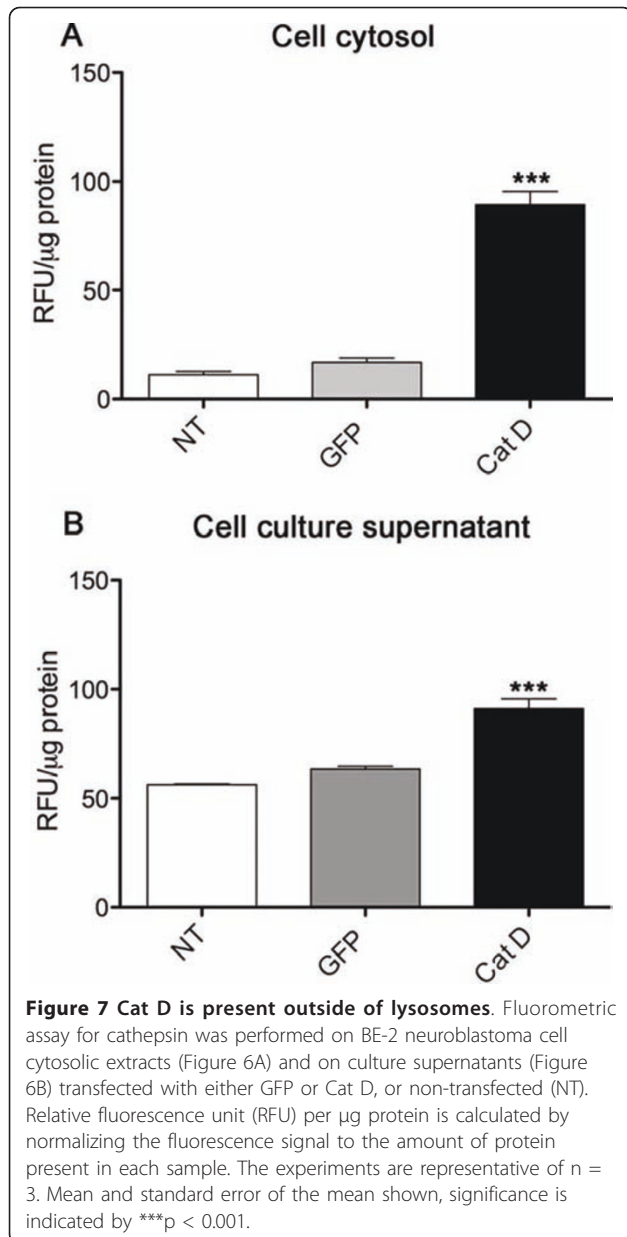 A Cell cytosol
150
100
50
0
RFU/μg protein
***
NT
GFP
Cat D
B Cell culture supernatant
150
100
50
0
RFU/μg protein
***
NT
GFP
Cat D
Figure 7 Cat D is present outside of lysosomes. Fluorometric
assay for cathepsin was performed on BE-2 neuroblastoma cell
cytosolic extracts (Figure 6A) and on culture supernatants (Figure
6B) transfected with either GFP or Cat D, or non-transfected (NT).
Relative fluorescence unit (RFU) per μg protein is calculated by
normalizing the fluorescence signal to the amount of protein
present in each sample. The experiments are representative of n =
3. Mean and standard error of the mean shown, significance is
indicated by ***p < 0.001.